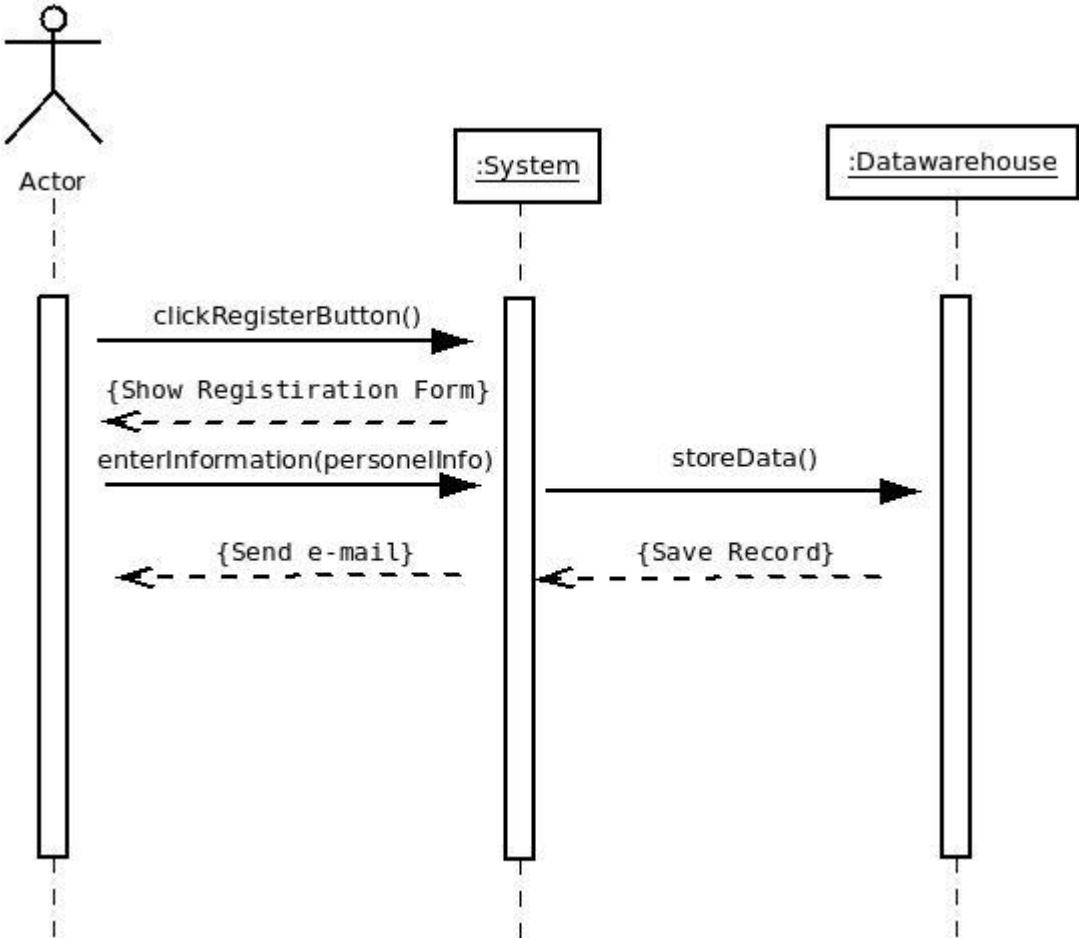 Actor
:System
:Datawarehouse
clickRegisterButton()
{Show Registiration Form}
enterInformation(personelInfo)
storeData()
{Send e-mail}
{Save Record}